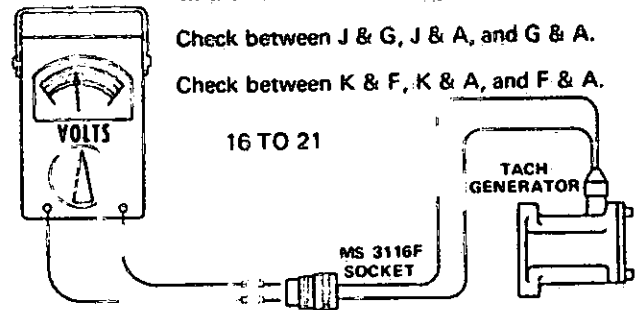 Check between J & G, J & A, and G & A.
Check between K & F, K & A, and F & A.
VOLTS
16 TO 21
TACH
GENERATOR
MS 3116F
SOCKET